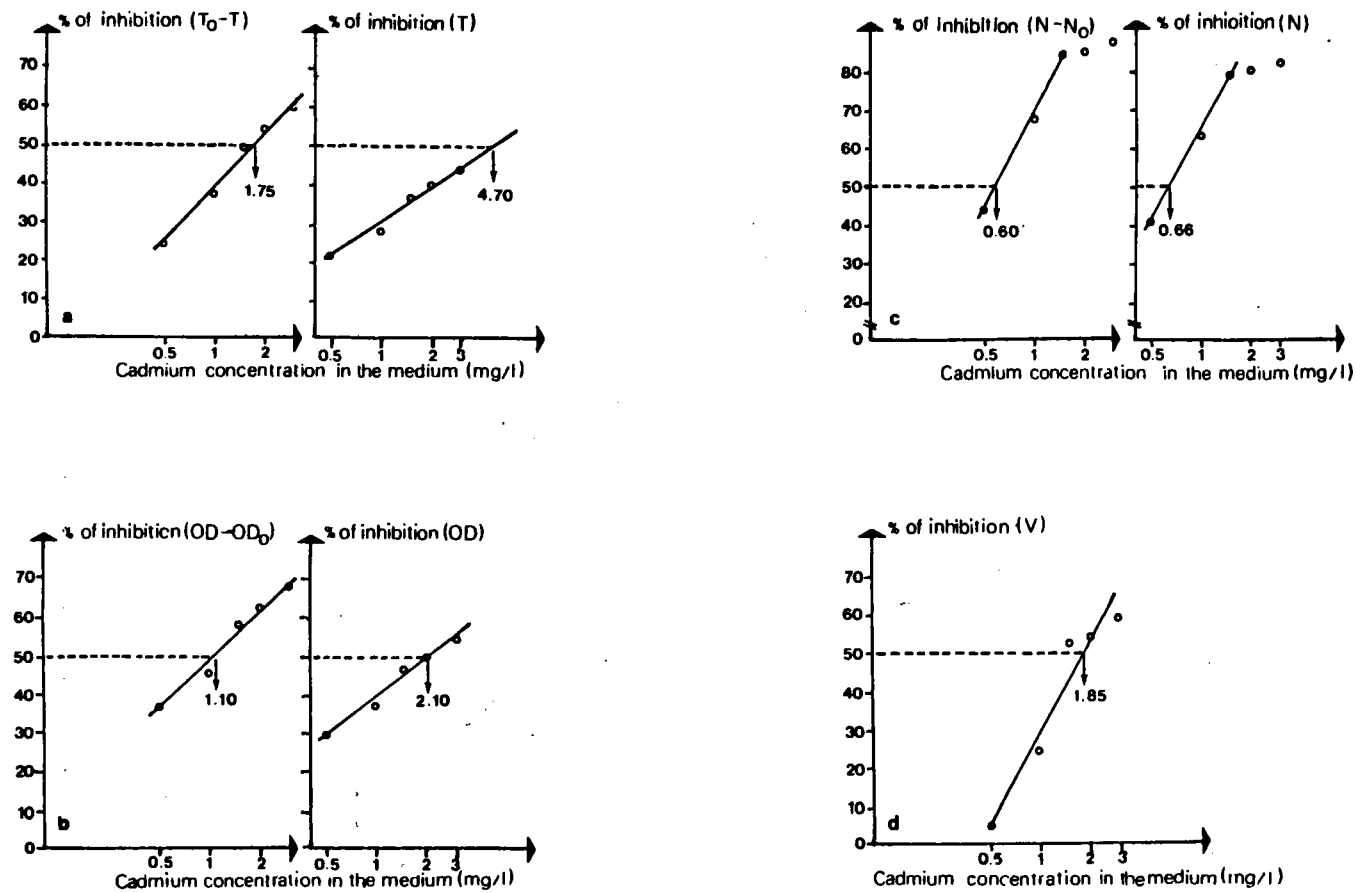 % of inhibition (T₀-T)
% of inhibition (T)
70
60
50
40
30
20
10
0
1.75
4.70
a
0.5 1 2
0.5 1 2 3
Cadmium concentration in the medium (mg/l)
% of inhibition (N-N₀)
% of inhioition (N)
80
70
60
50
40
30
20
0
0.60
0.66
c
0.5 1 2
0.5 1 2 3
Cadmium concentration in the medium (mg/l)
% of inhibition (OD-OD₀)
% of inhibition (OD)
70
60
50
40
30
20
10
0
1.10
2.10
b
0.5 1 2
0.5 1 2 3
Cadmium concentration in the medium (mg/l)
% of inhibition (V)
70
60
50
40
30
20
10
0
1.85
d
0.5 1 2 3
Cadmium concentration in the medium (mg/l)